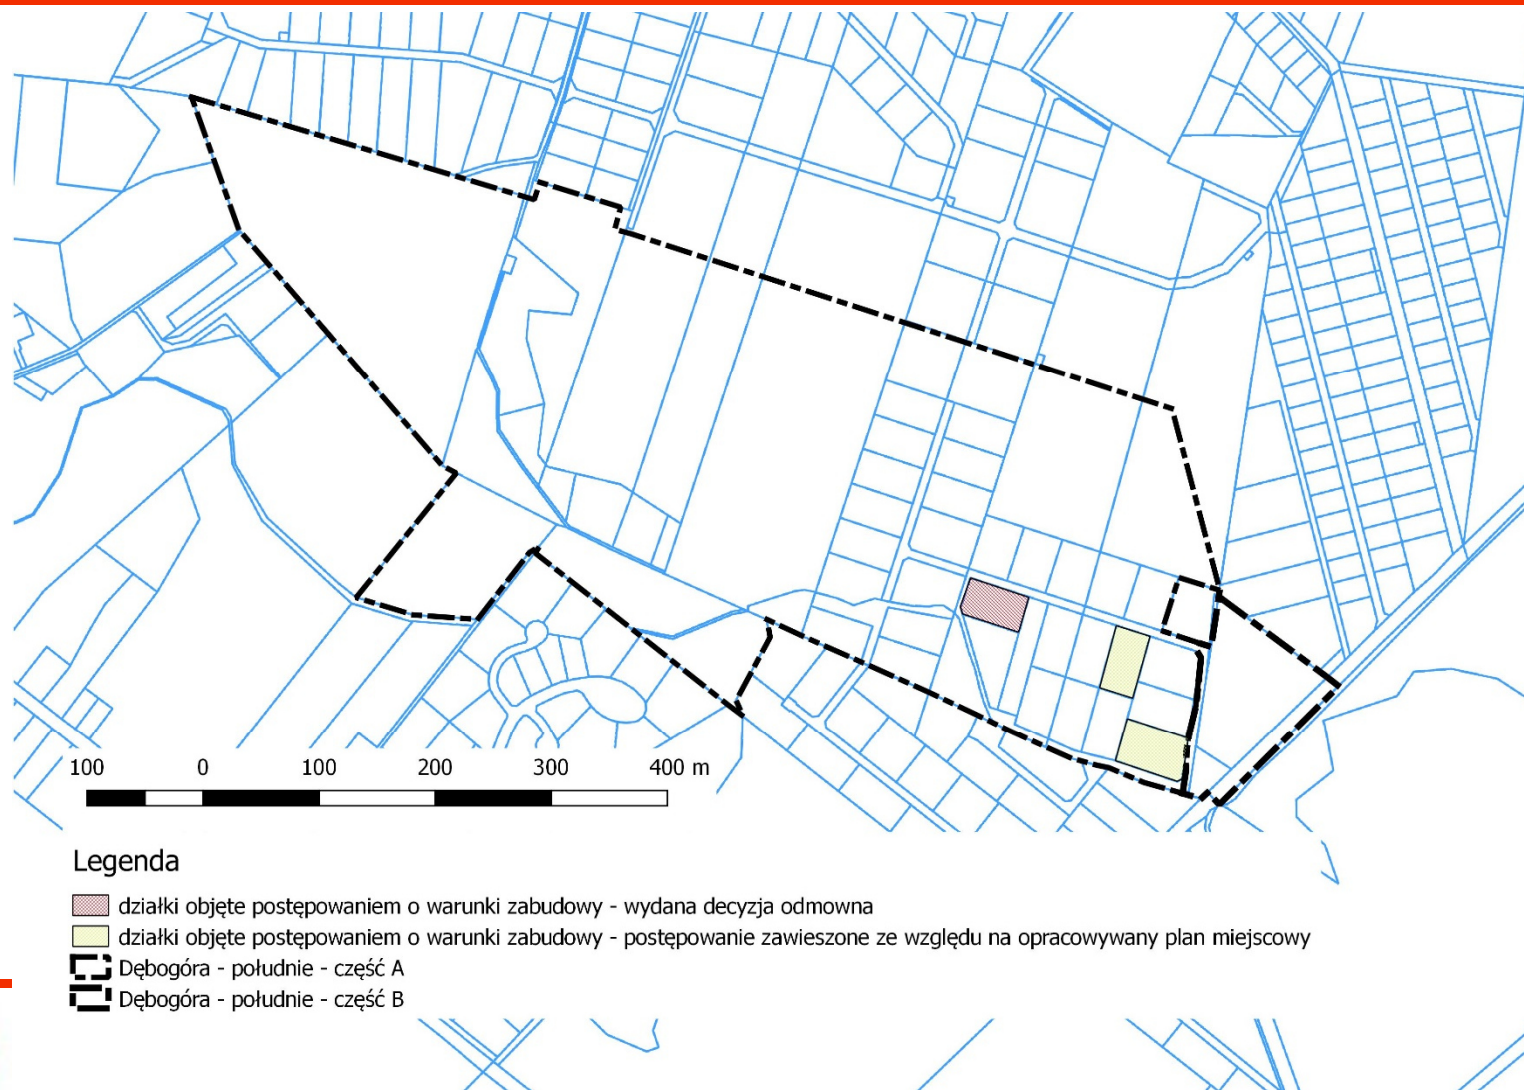 100 0 100 200 300 400 m
Legenda
działki objęte postępowaniem o warunki zabudowy - wydana decyzja odmowna
działki objęte postępowaniem o warunki zabudowy - postępowanie zawieszone ze względu na opracowywany plan miejscowy
Dębogóra - południe - część A
Dębogóra - południe - część B